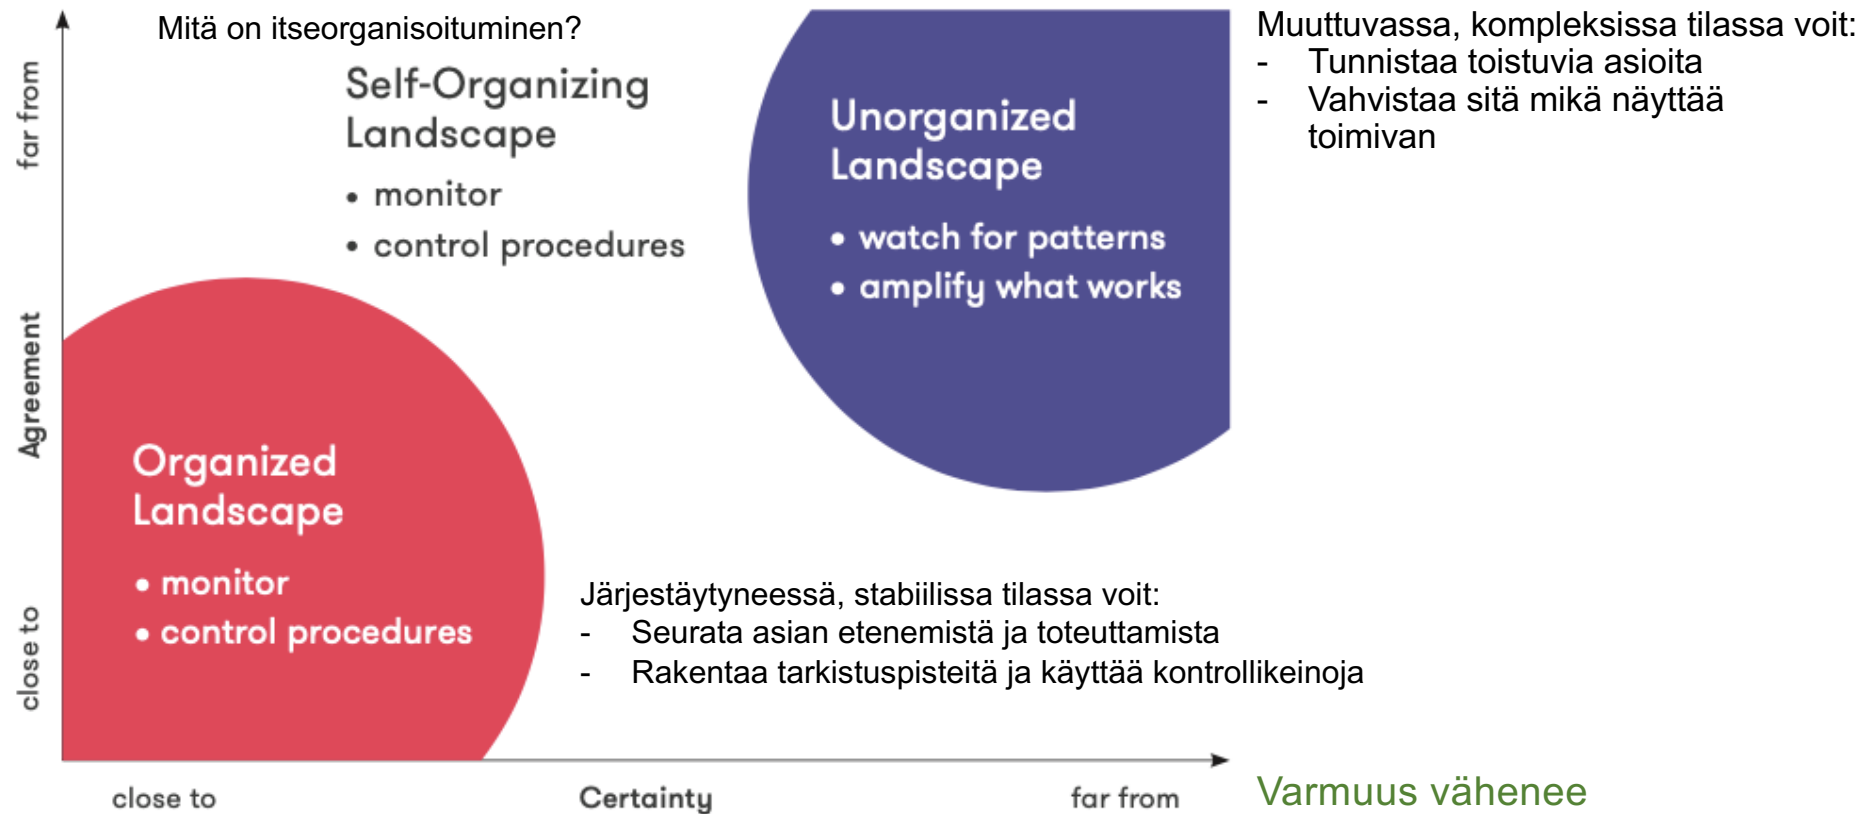 Mitä on itseorganisoituminen?
Self-Organizing
Landscape
• monitor
• control procedures
Unorganized
Landscape
• watch for patterns
• amplify what works
Muuttuvassa, kompleksissa tilassa voit:
- Tunnistaa toistuvia asioita
- Vahvistaa sitä mikä näyttää
toimivan
far from
Agreement
close to
Organized
Landscape
• monitor
• control procedures
Järjestäytyneessä, stabiilissa tilassa voit:
- Seurata asian etenemistä ja toteuttamista
- Rakentaa tarkistuspisteitä ja käyttää kontrollikeinoja
close to
Certainty
far from
Varmuus vähenee